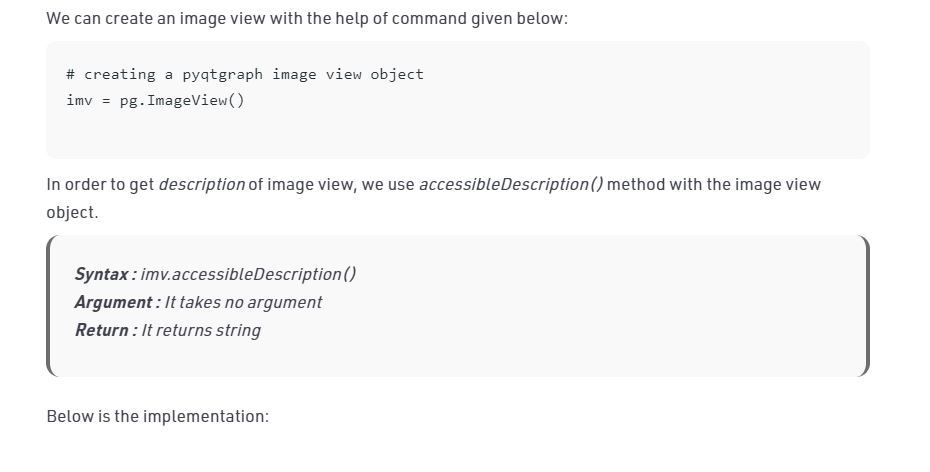 We can create an image view with the help of command given below:
# creating a pyqtgraph image view object
imv = pg.ImageView()
In order to get description of image view, we use accessibleDescription() method with the image view
object.
Syntax : imv.accessibleDescription()
Argument : It takes no argument
Return : It returns string
Below is the implementation: